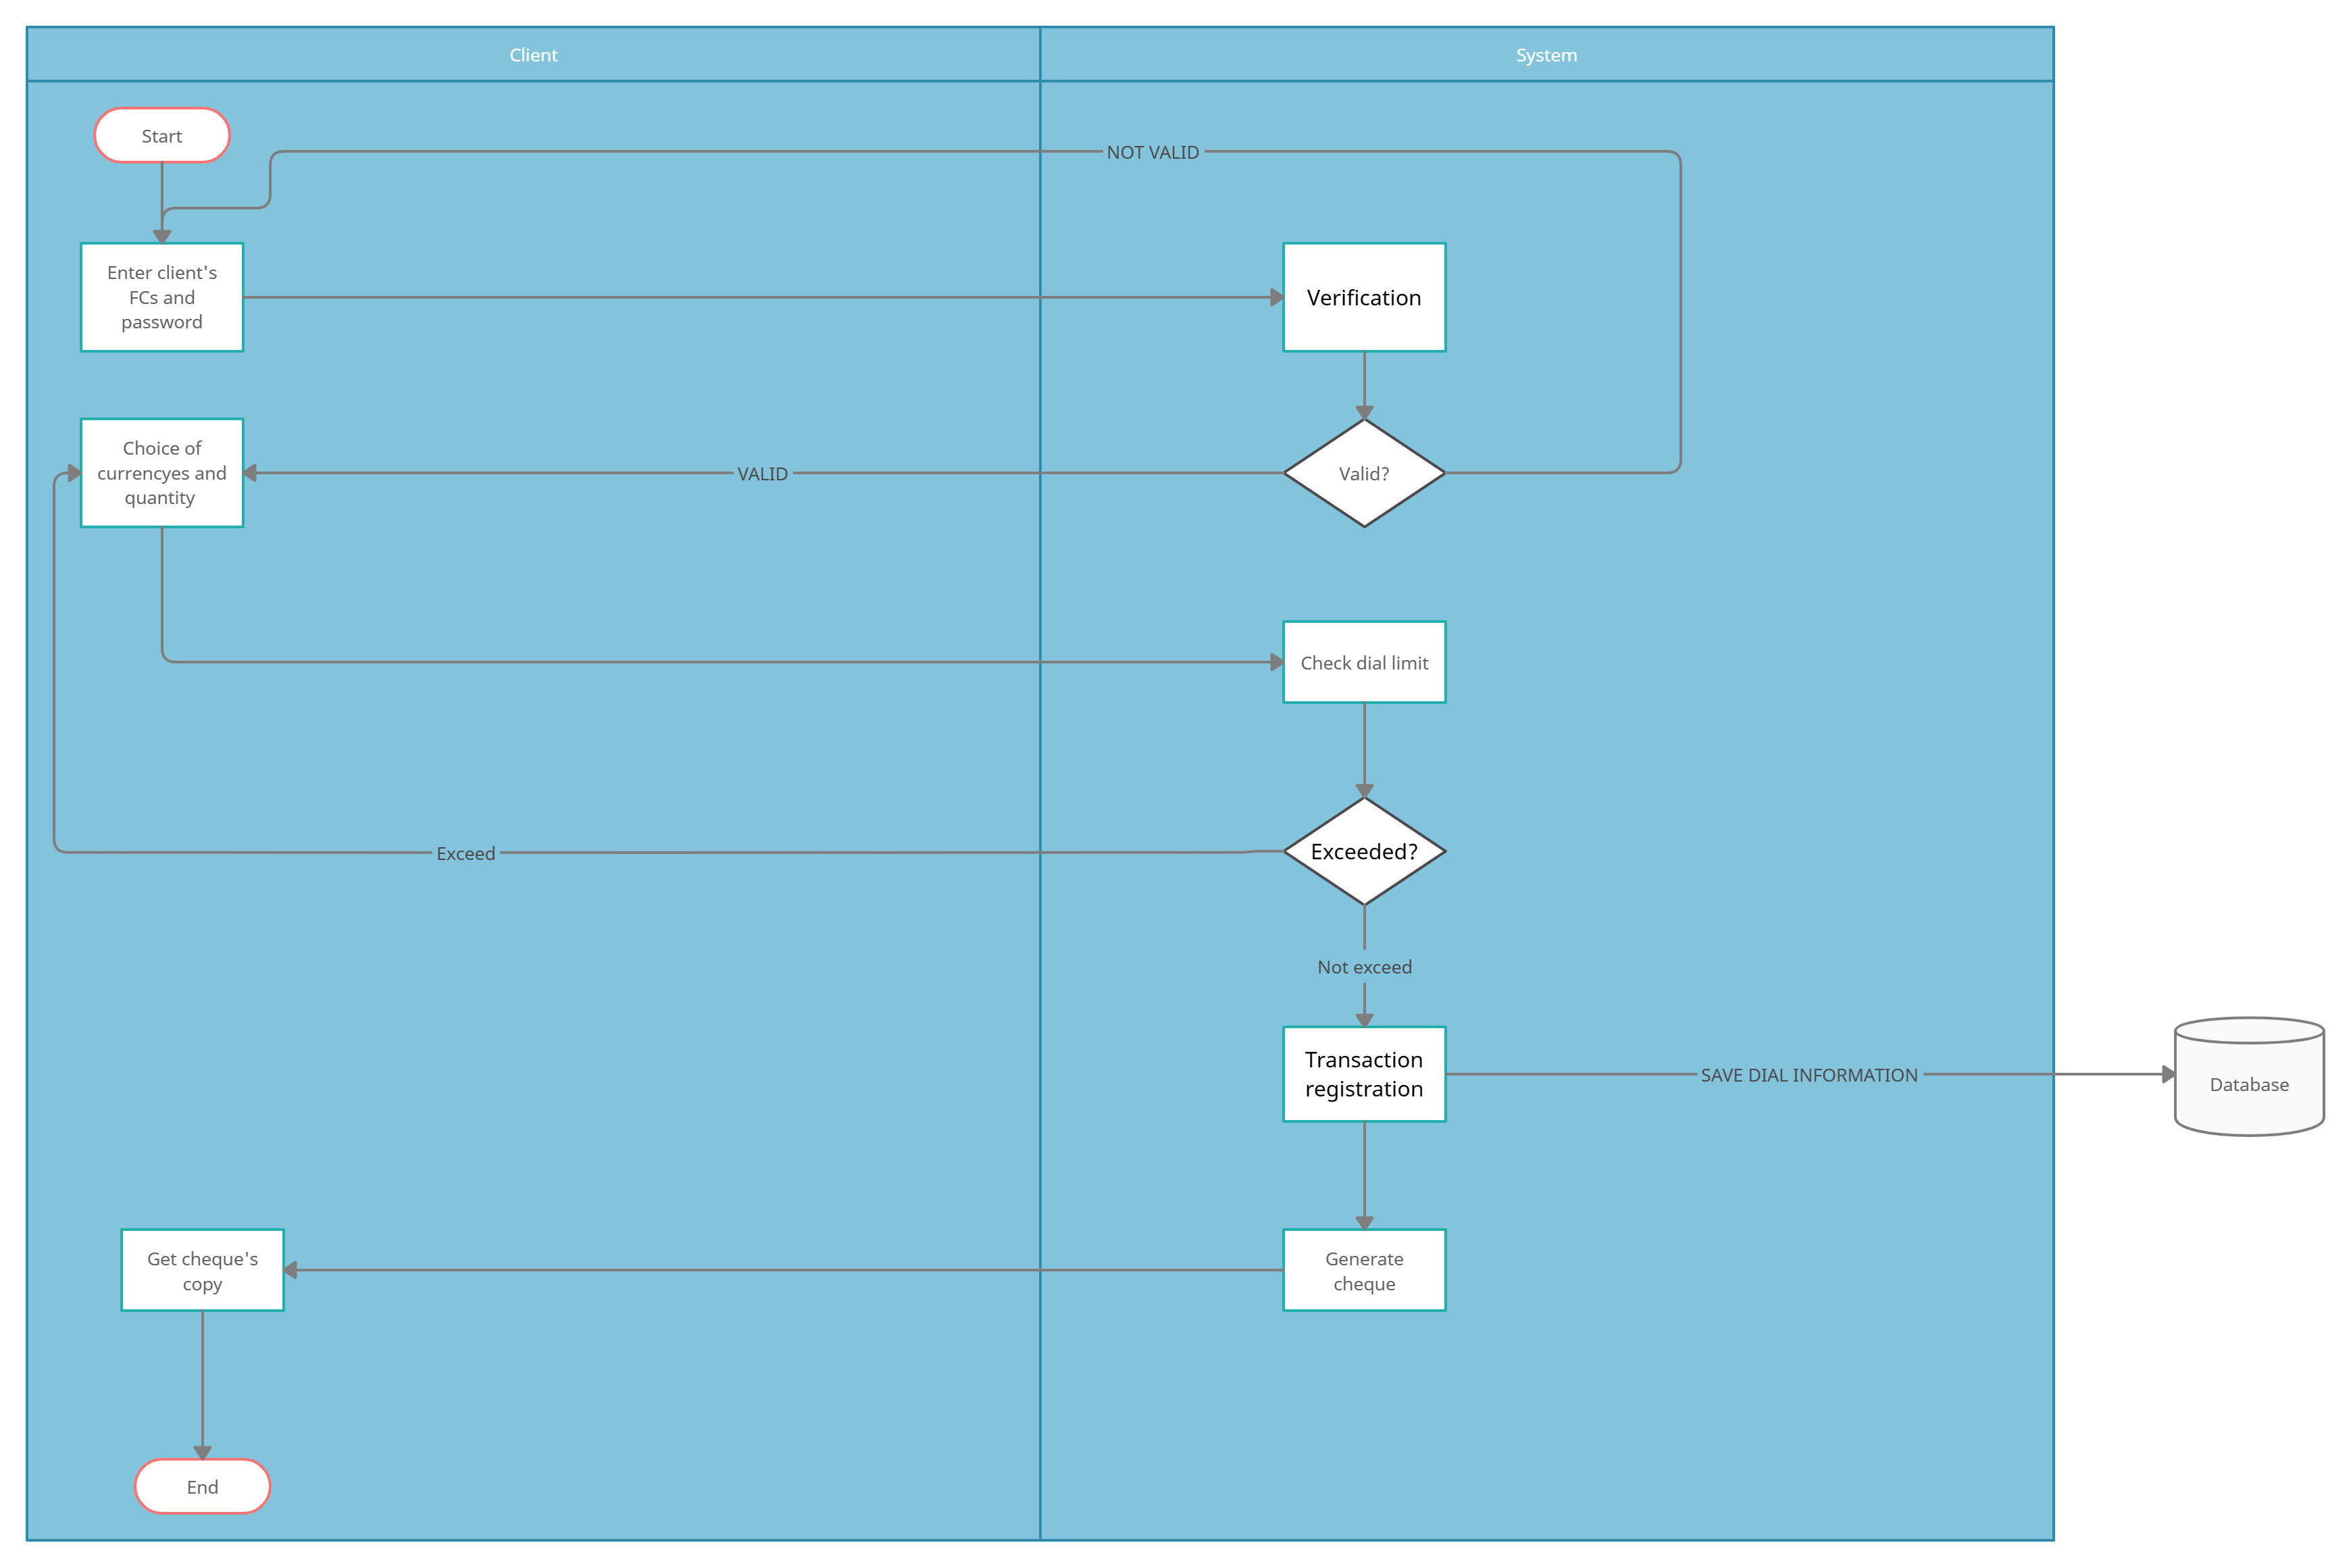 Client
System
Start
NOT VALID
Enter client's
FCs and
password
Verification
Choice of
currencyes and
quantity
VALID
Valid?
Check dial limit
Exceed
Exceeded?
Not exceed
Transaction
registration
SAVE DIAL INFORMATION
Database
Get cheque's
copy
Generate
cheque
End